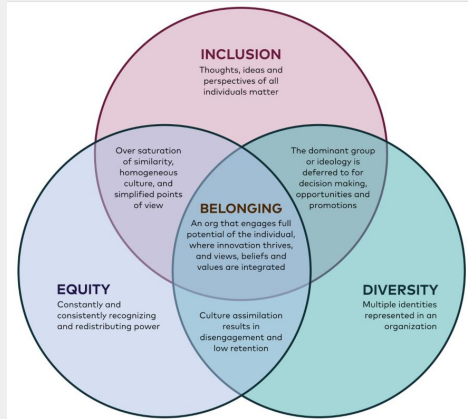 INCLUSION
Thoughts, ideas and
perspectives of all
individuals matter
Over saturation
of similarity,
homogeneous
culture, and
simplified points
of view
The dominant group
or ideology is
deferred to for
decision making,
opportunities and
promotions
BELONGING
An org that engages full
potential of the individual,
where innovation thrives,
and views, beliefs and
values are integrated
EQUITY
Constantly and
consistently recognizing
and redistributing power
DIVERSITY
Multiple identities
represented in an
organization
Culture assimilation
results in
disengagement and
low retention